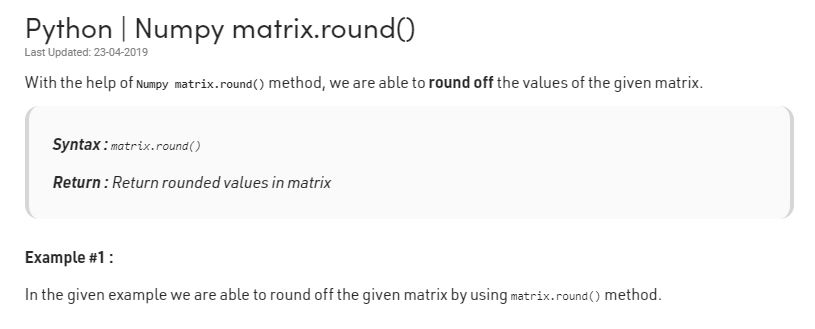 Python | Numpy matrix.round()
Last Updated: 23-04-2019
With the help of Numpy matrix.round() method, we are able to round off the values of the given matrix.
Syntax : matrix.round()
Return : Return rounded values in matrix
Example #1 :
In the given example we are able to round off the given matrix by using matrix.round() method.